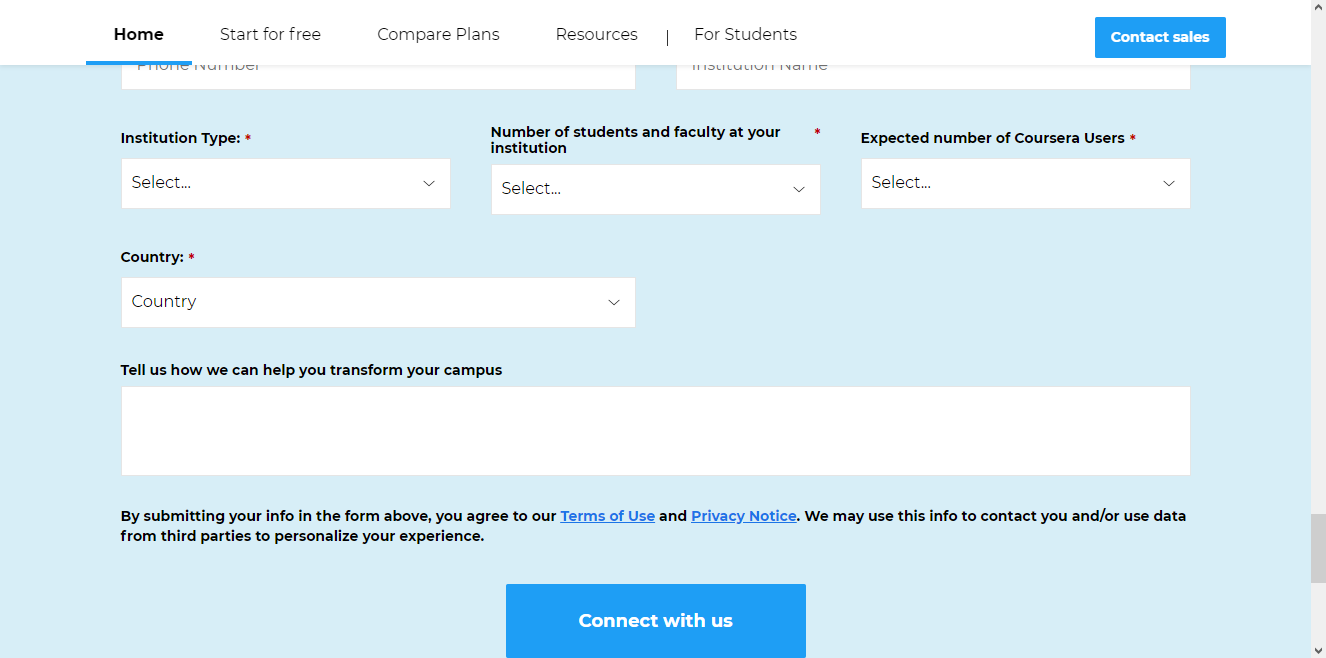 Home Start for free Compare Plans Resources | For Students Contact sales
Phone Number Institution Name
Institution Type: * Number of students and faculty at your * Expected number of Coursera Users *
institution
Select... Select... Select...
Country: *
Country
Tell us how we can help you transform your campus
By submitting your info in the form above, you agree to our Terms of Use and Privacy Notice. We may use this info to contact you and/or use data
from third parties to personalize your experience.
Connect with us